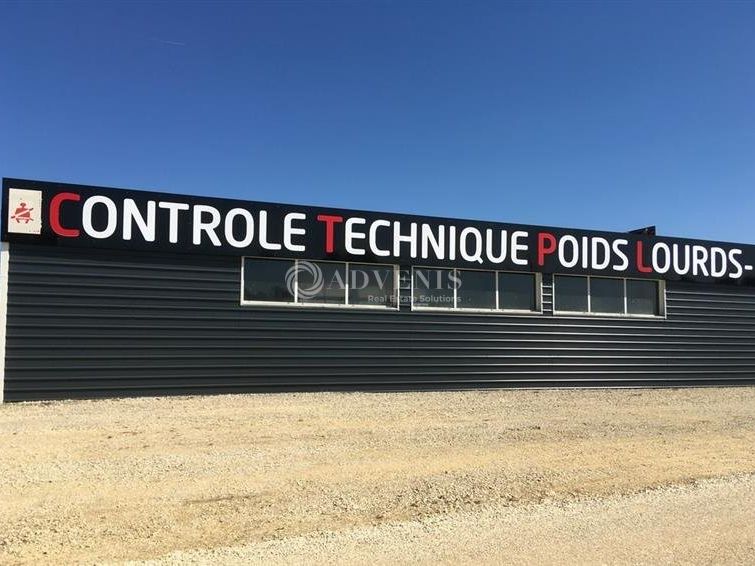 CONTROLE TECHNIQUE POIDS LOURDS-
ADVENIS
Real Estate Solutions